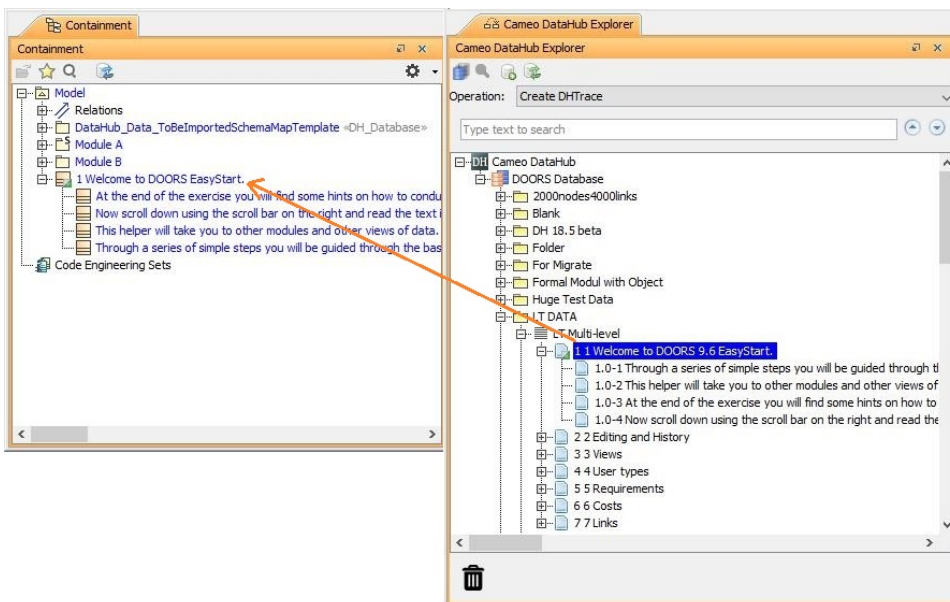 Containment
Containment
Model
Relations
DataHub_Data_ToBeImportedSchemaMapTemplate «DH_Database»
Module A
Module B
1 Welcome to DOORS EasyStart.
At the end of the exercise you will find some hints on how to condu
Now scroll down using the scroll bar on the right and read the text i
This helper will take you to other modules and other views of data.
Through a series of simple steps you will be guided through the bas
Code Engineering Sets
Cameo DataHub Explorer
Cameo DataHub Explorer
Operation: Create DHTrace
Type text to search
DH Cameo DataHub
DOORS Database
2000nodes4000links
Blank
DH 18.5 beta
Folder
For Migrate
Formal Modul with Object
Huge Test Data
LT DATA
LT Multi-level
1 1 Welcome to DOORS 9.6 EasyStart.
1.0-1 Through a series of simple steps you will be guided through t
1.0-2 This helper will take you to other modules and other views of
1.0-3 At the end of the exercise you will find some hints on how to
1.0-4 Now scroll down using the scroll bar on the right and read the
2 2 Editing and History
3 3 Views
4 4 User types
5 5 Requirements
6 6 Costs
7 7 Links